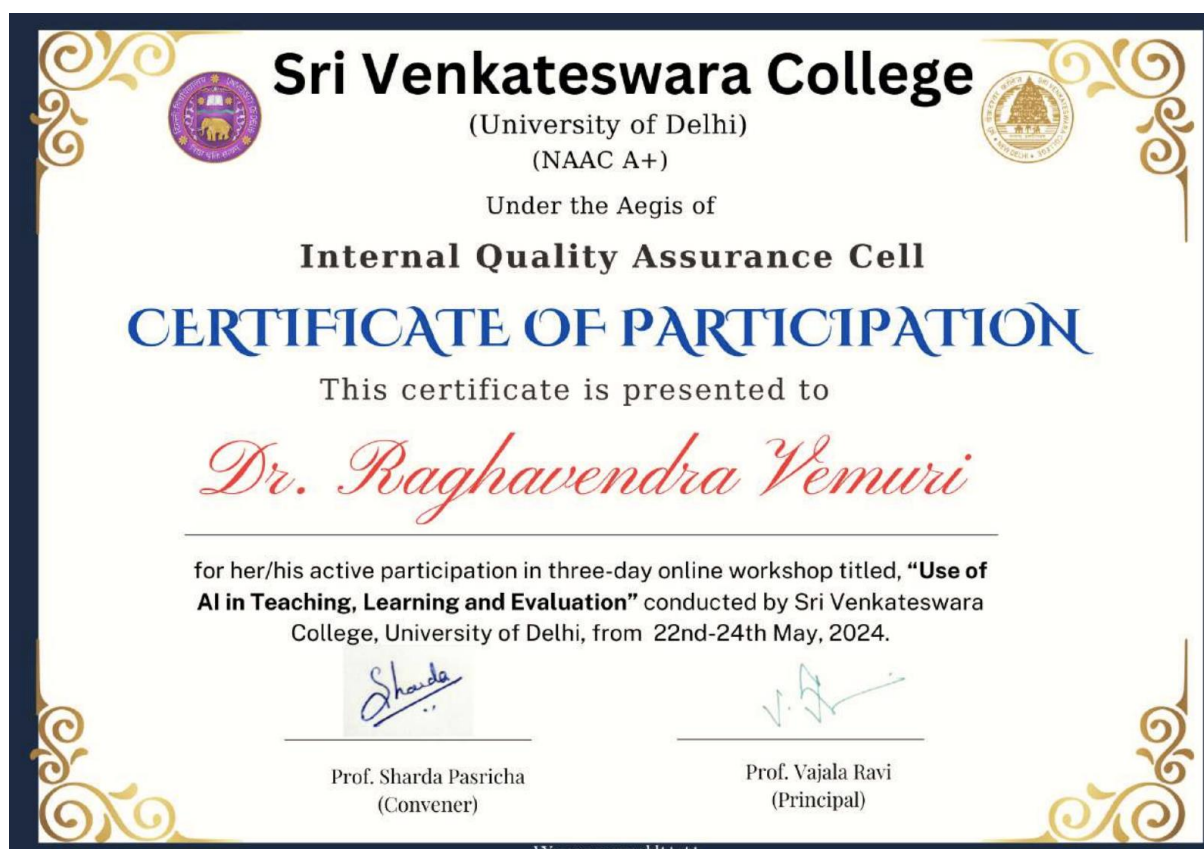 Sri Venkateswara College
(University of Delhi)
(NAAC A+)
Under the Aegis of
Internal Quality Assurance Cell
CERTIFICATE OF PARTICIPATION
This certificate is presented to
Dr. Raghavendra Vemuri
for her/his active participation in three-day online workshop titled, “Use of
AI in Teaching, Learning and Evaluation” conducted by Sri Venkateswara
College, University of Delhi, from 22nd-24th May, 2024.
Sharda
Prof. Sharda Pasricha
(Convener)
Prof. Vajala Ravi
(Principal)